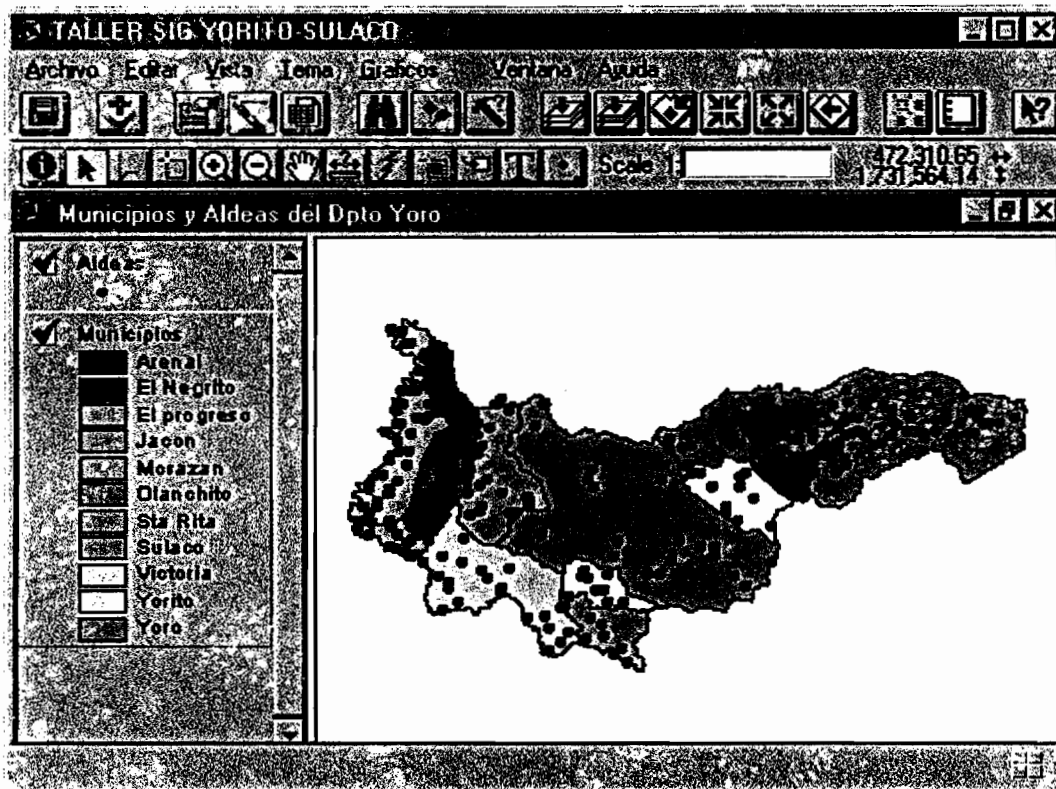 TALLER SIG YORITO-SULACO
Archivo Editar Vista Tema Graficos Ventana Ayuda
Scale 1:
472,310.65
1,731,564.14
Municipios y Aldeas del Dpto Yoro
Aldeas
Municipios
Arenal
El Negrito
El progreso
Jacon
Morazan
Olanchito
Sta Rita
Sulaco
Victoria
Yorito
Yoro